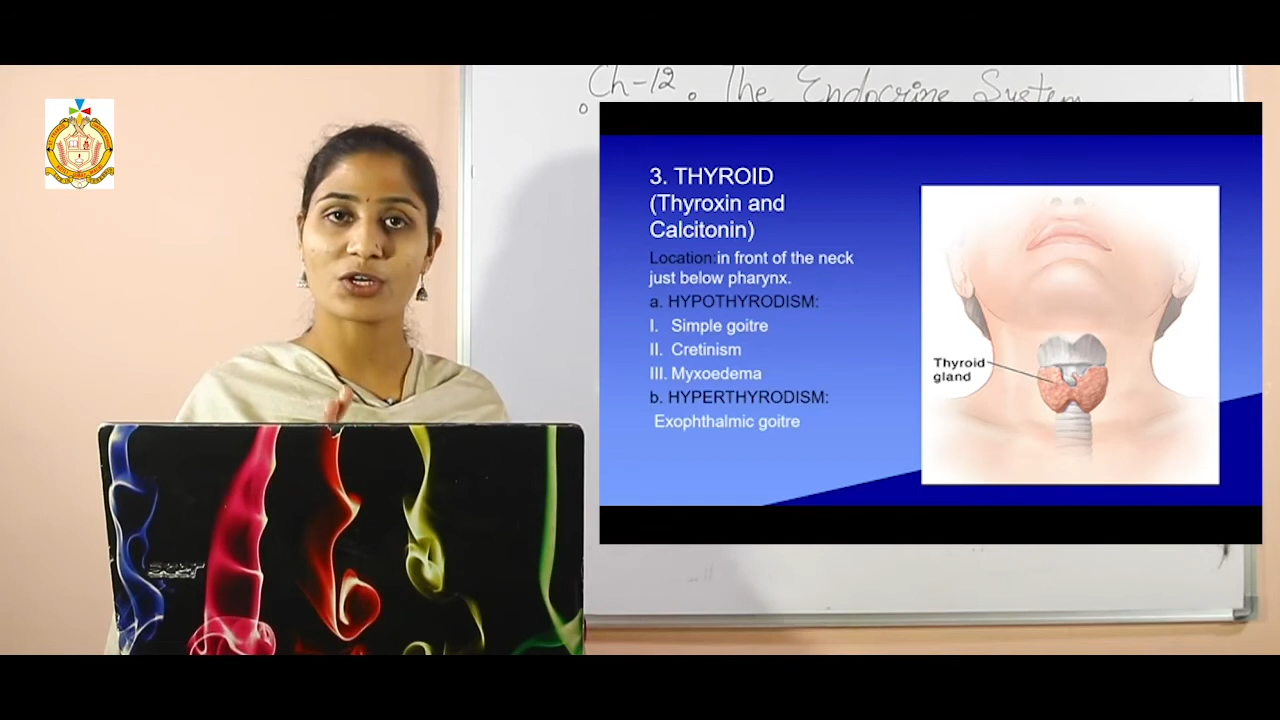 Ch-12. The Endocrine System
3. THYROID
(Thyroxin and
Calcitonin)
Location:in front of the neck
just below pharynx.
a. HYPOTHYRODISM:
I. Simple goitre
II. Cretinism
III. Myxoedema
b. HYPERTHYRODISM:
Exophthalmic goitre
Thyroid
gland
acer